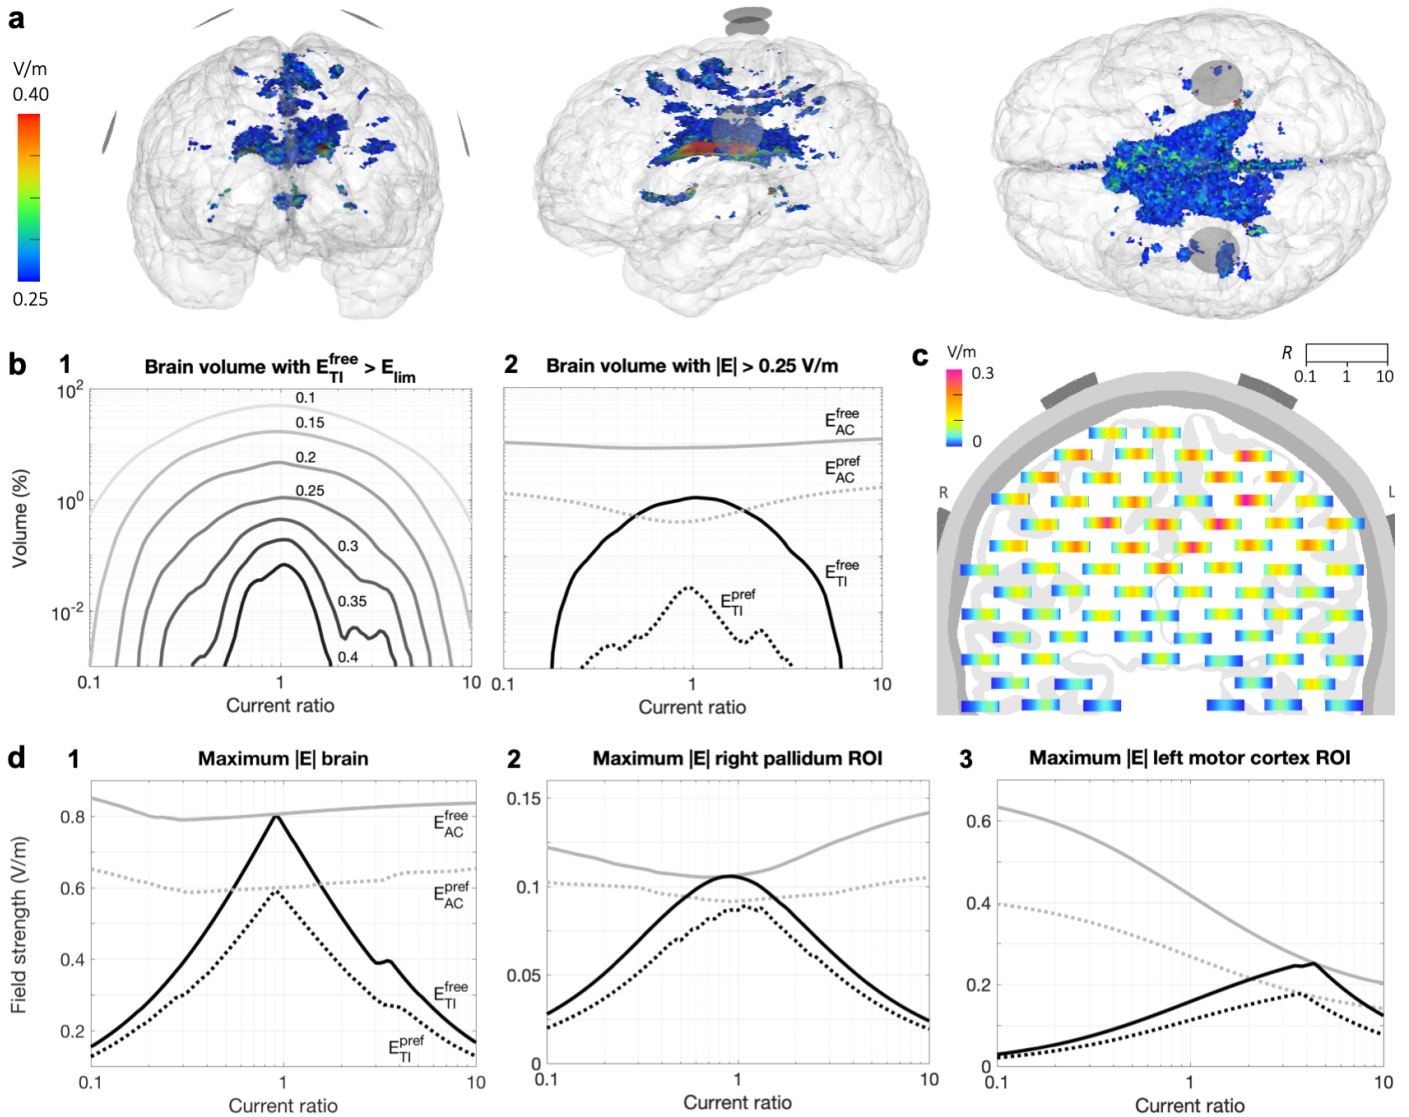 a
V/m
0.40
0.25
b 1 Brain volume with E^free_TI > E_lim
2 Brain volume with |E| > 0.25 V/m
c
V/m
0.3
0
R
0.1 1 10
R
L
Volume (%)
10^2
10^0
10^-2
0.1
0.15
0.2
0.25
0.3
0.35
0.4
0.1 1 10
Current ratio
E^free_AC
E^pref_AC
E^free_TI
E^pref_TI
0.1 1 10
Current ratio
d 1 Maximum |E| brain
Field strength (V/m)
0.8
0.6
0.4
0.2
E^free_AC
E^pref_AC
E^free_TI
E^pref_TI
0.1 1 10
Current ratio
2 Maximum |E| right pallidum ROI
0.15
0.1
0.05
0
0.1 1 10
Current ratio
3 Maximum |E| left motor cortex ROI
0.6
0.4
0.2
0
0.1 1 10
Current ratio